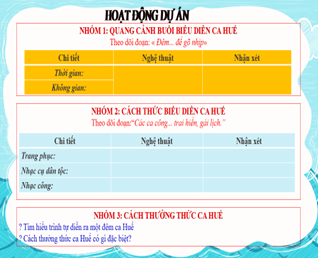 HOẠT ĐỘNG DỰ ÁN
NHÓM 1: QUANG CẢNH BUỔI BIỂU DIỄN CA HUẾ
Theo dõi đoạn: « Đêm... để gõ nhịp»
Chi tiết Nghệ thuật Nhận xét
Thời gian:
Không gian:
NHÓM 2: CÁCH THỨC BIỂU DIỄN CA HUẾ
Theo dõi đoạn:“Các ca công... trai hiền, gái lịch.”
Chi tiết Nghệ thuật Nhận xét
Trang phục:
Nhạc cụ dân tộc:
Nhạc công:
NHÓM 3: CÁCH THƯỞNG THỨC CA HUẾ
? Tìm hiểu trình tự diễn ra một đêm ca Huế
? Cách thưởng thức ca Huế có gì đặc biệt?